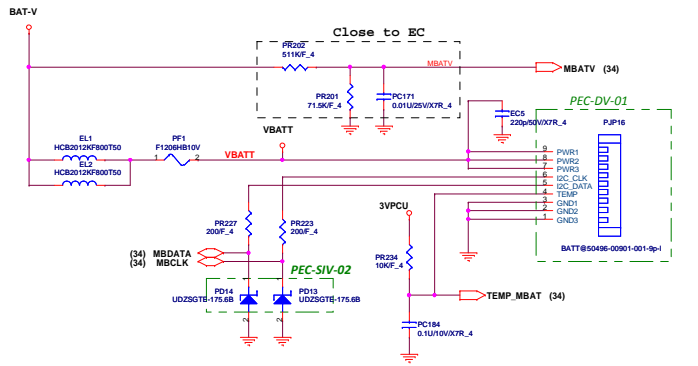 BAT-V
Close to EC
PR202
511K/F_4
MBATV
MBATV (34)
PR201
71.5K/F_4
PC171
0.01U/25V/X7R_4
PEC-DV-01
EC5
220p/50V/X7R_4
PJP16
EL1
HCB2012KF800T50
EL2
HCB2012KF800T50
PF1
F1206HB10V
1
2
VBATT
VBATT
9 PWR1
8 PWR2
7 PWR3
6 I2C_CLK
5 I2C_DATA
4 TEMP
3 GND1
2 GND2
1 GND3
BATT@50496-00901-001-9p-l
3VPCU
PR227
200/F_4
PR223
200/F_4
(34) MBDATA
(34) MBCLK
PR234
10K/F_4
PEC-SIV-02
PD14
UDZSGTE-175.6B
PD13
UDZSGTE-175.6B
2
2
TEMP_MBAT (34)
PC184
0.1U/10V/X7R_4